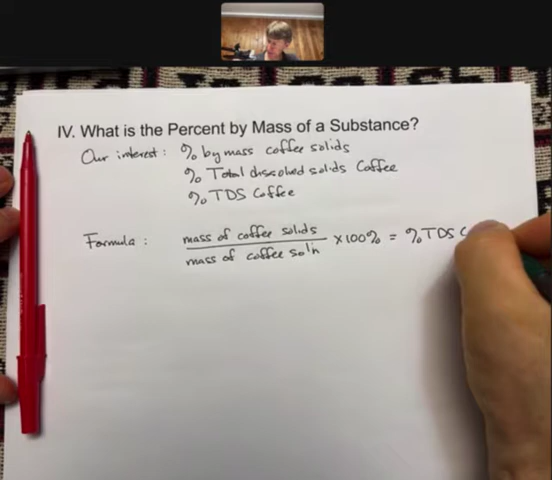 IV. What is the Percent by Mass of a Substance?
Our interest: % by mass coffee solids
% Total dissolved solids Coffee
% TDS Coffee
Formula: mass of coffee solids
mass of coffee soln × 100% = % TDS C